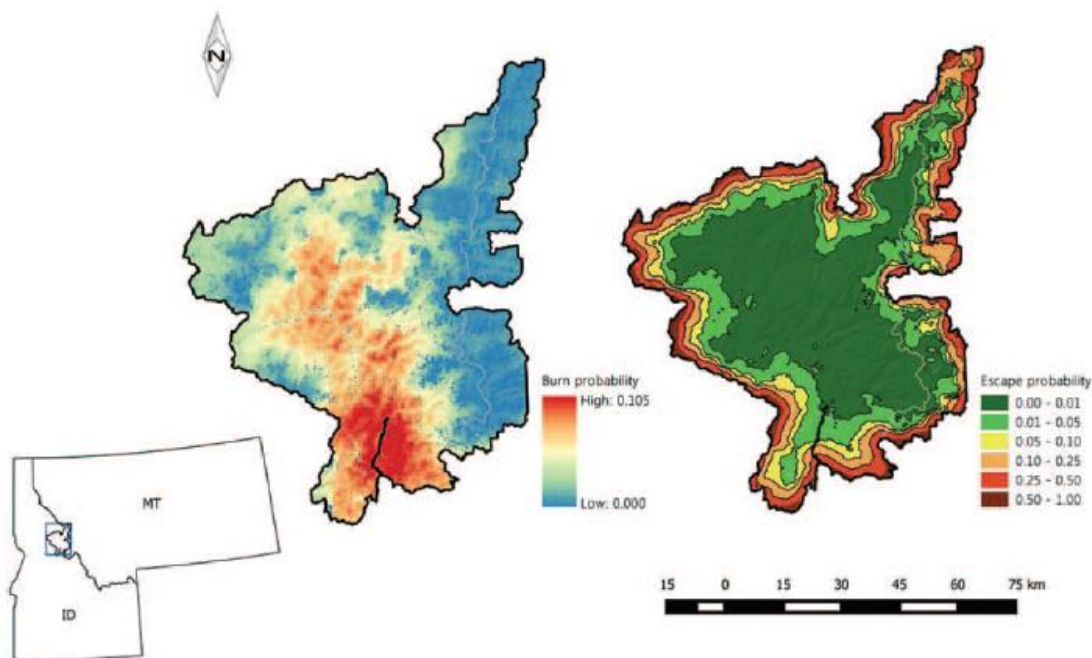 N
Burn probability
High: 0.105
Low: 0.000
Escape probability
0.00 - 0.01
0.01 - 0.05
0.05 - 0.10
0.10 - 0.25
0.25 - 0.50
0.50 - 1.00
MT
ID
15 0 15 30 45 60 75 km